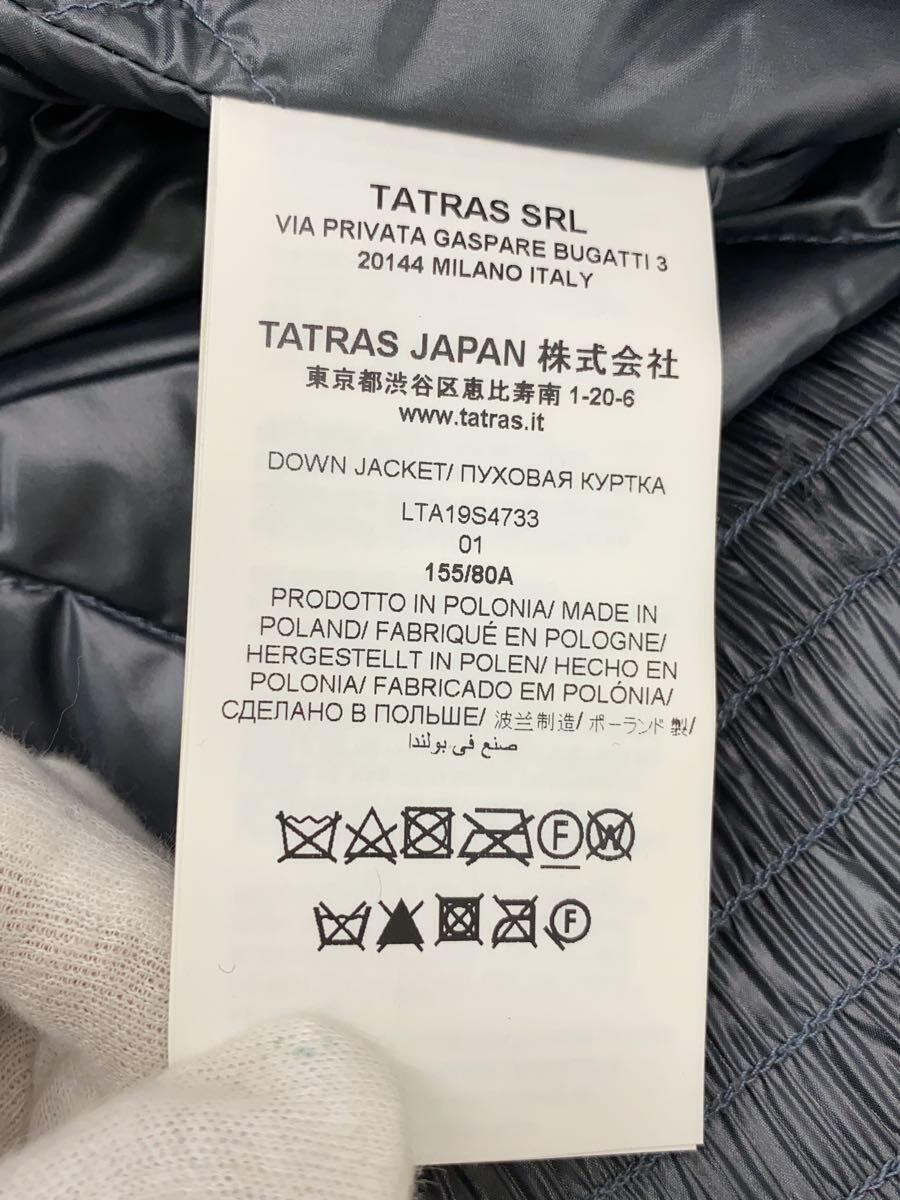 TATRAS SRL
VIA PRIVATA GASPARE BUGATTI 3
20144 MILANO ITALY
TATRAS JAPAN 株式会社
東京都渋谷区恵比寿南 1-20-6
www.tatras.it
DOWN JACKET/ ПУХОВАЯ КУРТКА
LTA19S4733
01
155/80A
PRODOTTO IN POLONIA/ MADE IN
POLAND/ FABRIQUÉ EN POLOGNE/
HERGESTELLT IN POLEN/ HECHO EN
POLONIA/ FABRICADO EM POLÓNIA/
СДЕЛАНО В ПОЛЬШЕ/ 波兰制造/ ポーランド製/
صنع في بولندا
F W
F